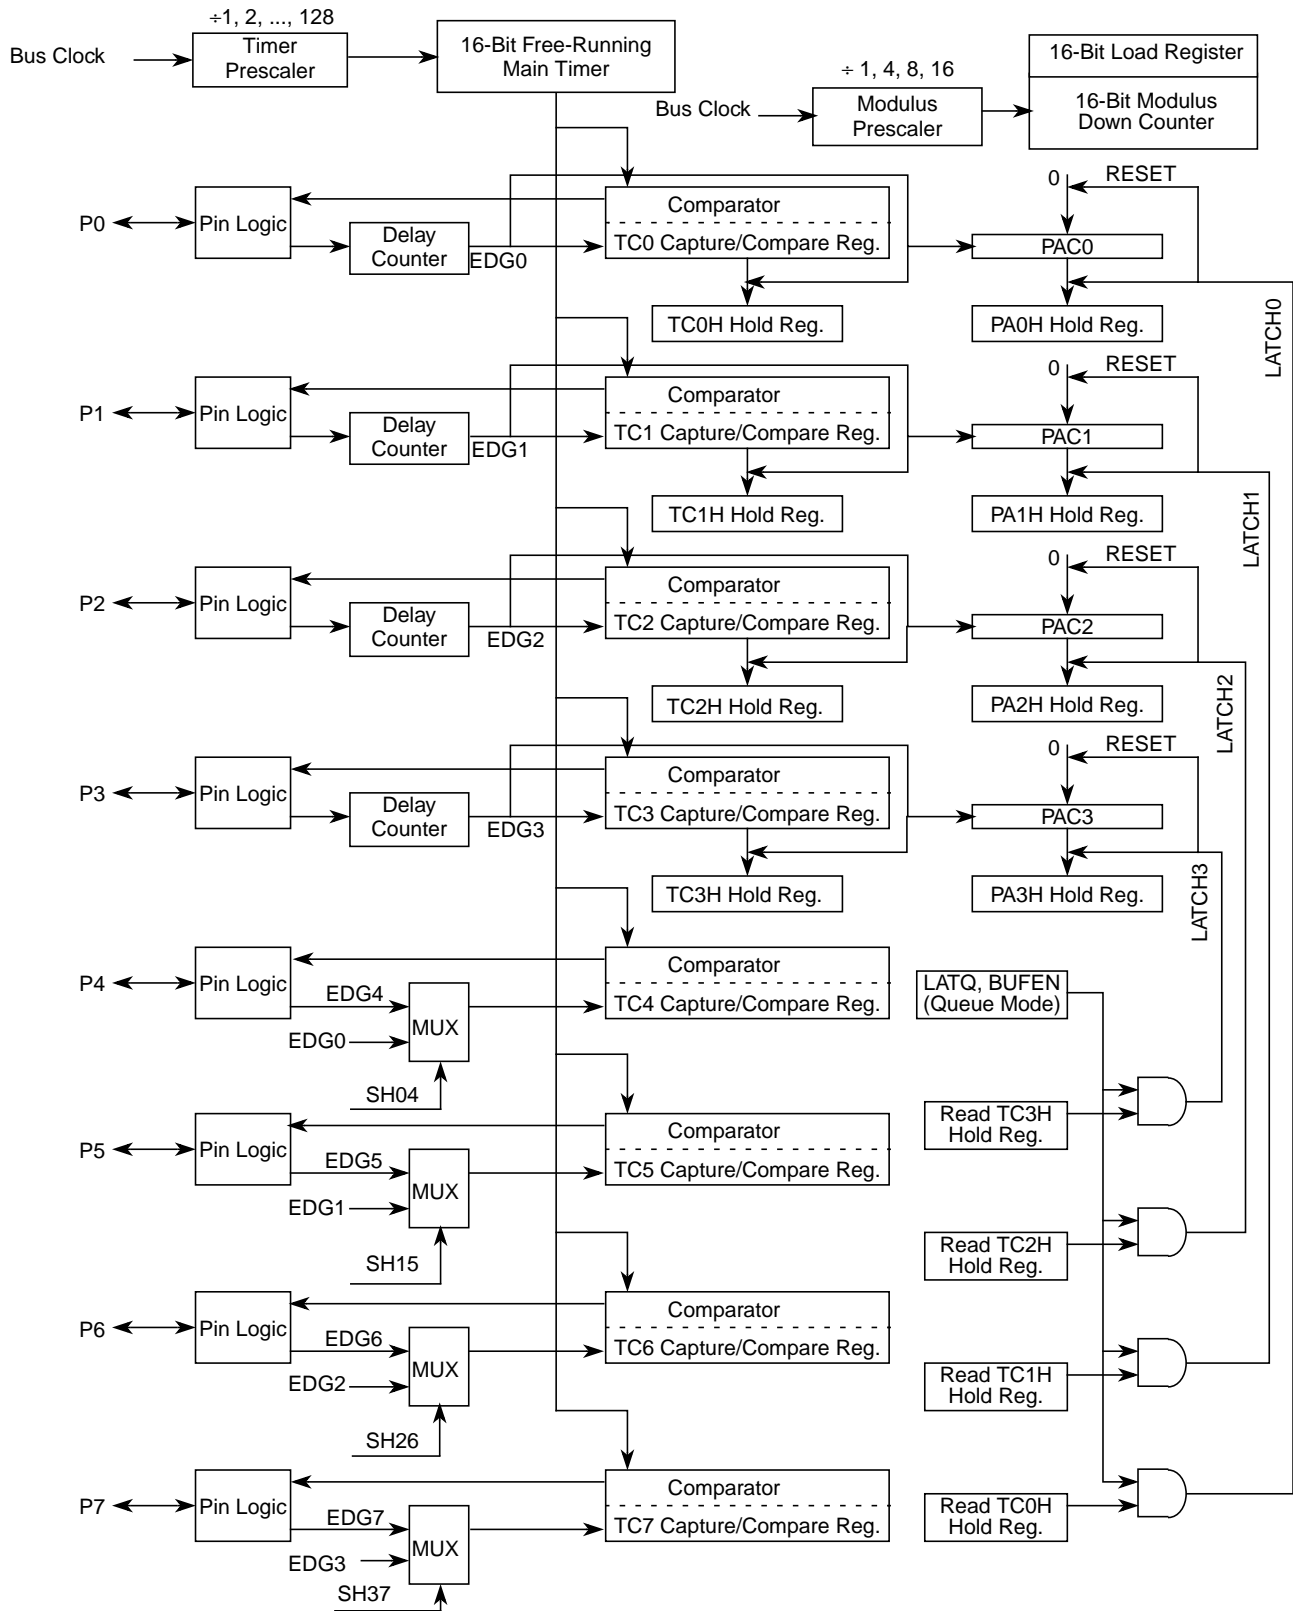 ÷1, 2, ..., 128
Bus Clock
Timer
Prescaler
16-Bit Free-Running
Main Timer
÷ 1, 4, 8, 16
Bus Clock
Modulus
Prescaler
16-Bit Load Register
16-Bit Modulus
Down Counter
P0
Pin Logic
Delay
Counter
EDG0
Comparator
TC0 Capture/Compare Reg.
TC0H Hold Reg.
0
RESET
PAC0
PA0H Hold Reg.
LATCH0
P1
Pin Logic
Delay
Counter
EDG1
Comparator
TC1 Capture/Compare Reg.
TC1H Hold Reg.
0
RESET
PAC1
PA1H Hold Reg.
LATCH1
P2
Pin Logic
Delay
Counter
EDG2
Comparator
TC2 Capture/Compare Reg.
TC2H Hold Reg.
0
RESET
PAC2
PA2H Hold Reg.
LATCH2
P3
Pin Logic
Delay
Counter
EDG3
Comparator
TC3 Capture/Compare Reg.
TC3H Hold Reg.
0
RESET
PAC3
PA3H Hold Reg.
LATCH3
P4
Pin Logic
EDG4
EDG0
MUX
SH04
Comparator
TC4 Capture/Compare Reg.
LATQ, BUFEN
(Queue Mode)
P5
Pin Logic
EDG5
EDG1
MUX
SH15
Comparator
TC5 Capture/Compare Reg.
Read TC3H
Hold Reg.
P6
Pin Logic
EDG6
EDG2
MUX
SH26
Comparator
TC6 Capture/Compare Reg.
Read TC2H
Hold Reg.
Read TC1H
Hold Reg.
P7
Pin Logic
EDG7
EDG3
MUX
SH37
Comparator
TC7 Capture/Compare Reg.
Read TC0H
Hold Reg.